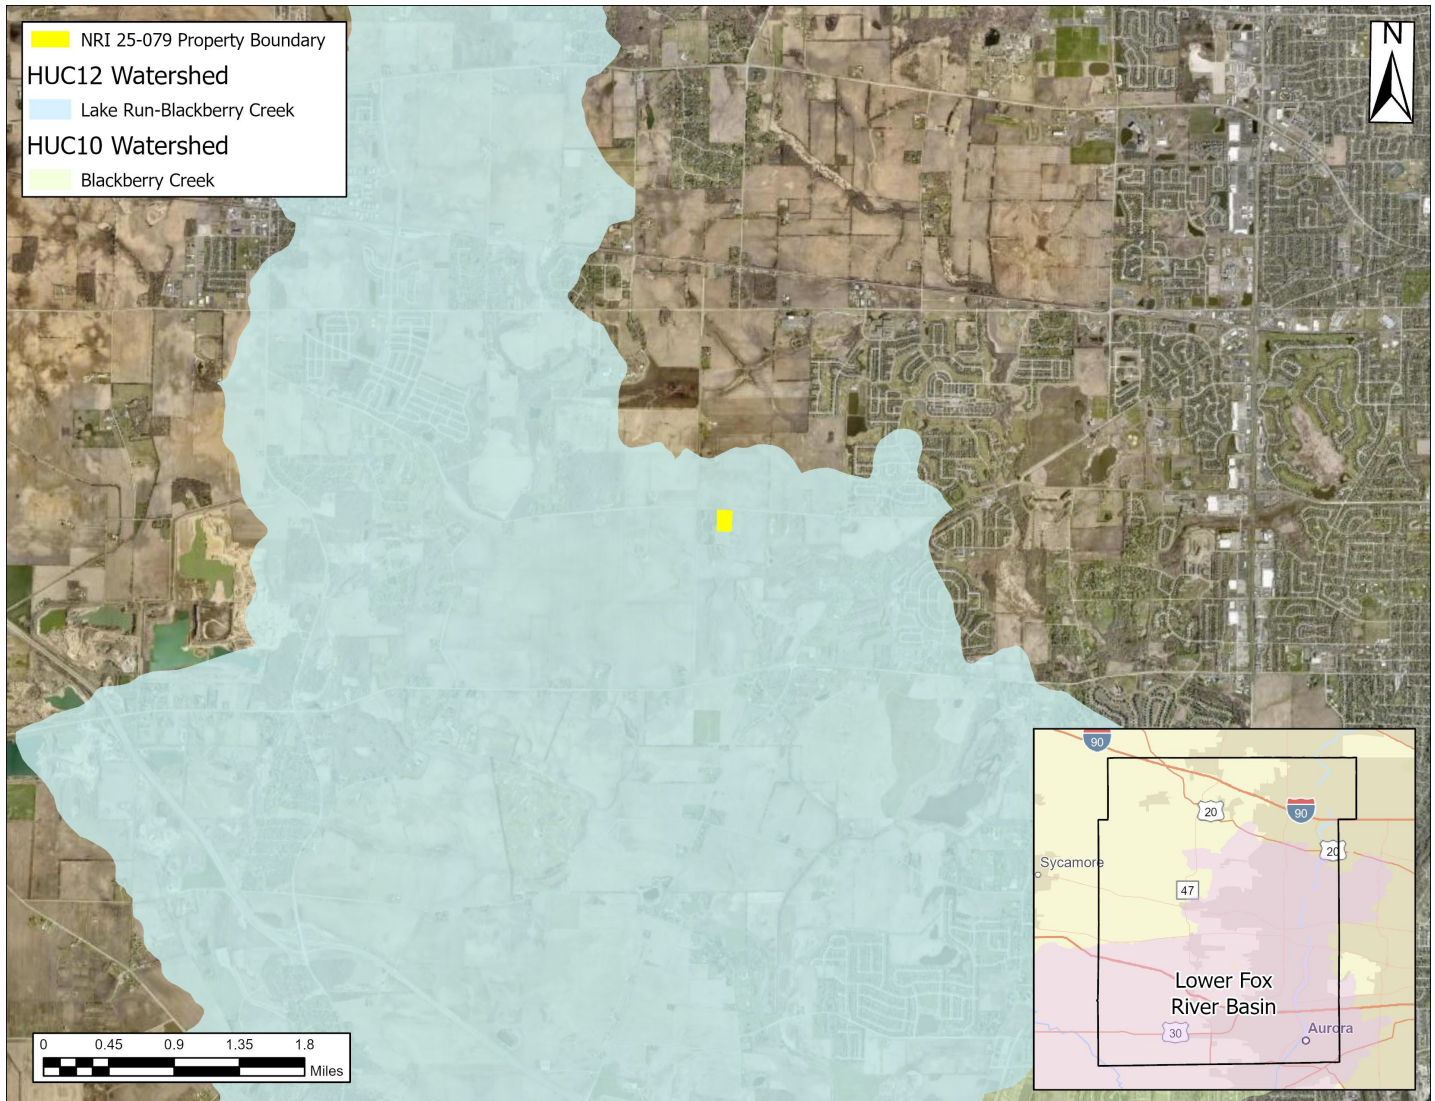 NRI 25-079 Property Boundary
HUC12 Watershed
Lake Run-Blackberry Creek
HUC10 Watershed
Blackberry Creek
N
90
20
90
20
Sycamore
47
Lower Fox
River Basin
30
Aurora
0 0.45 0.9 1.35 1.8
Miles